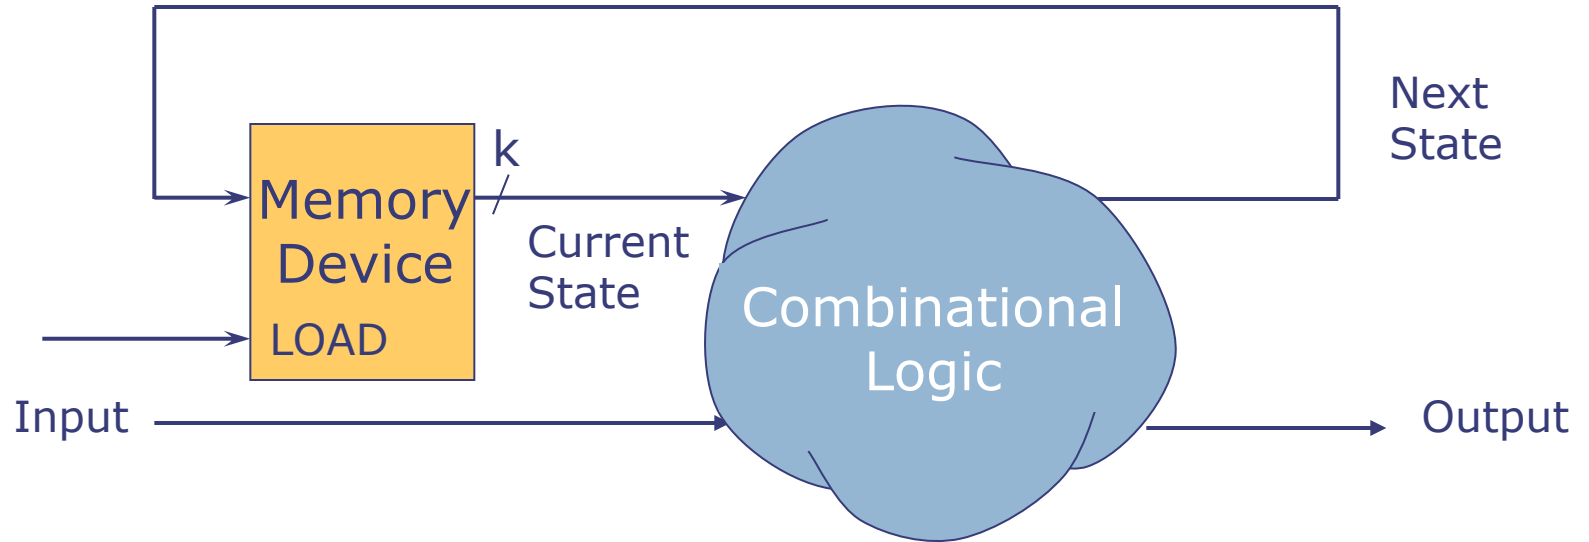 Next
State
k
Memory
Device
Current
State
LOAD
Combinational
Logic
Input
Output